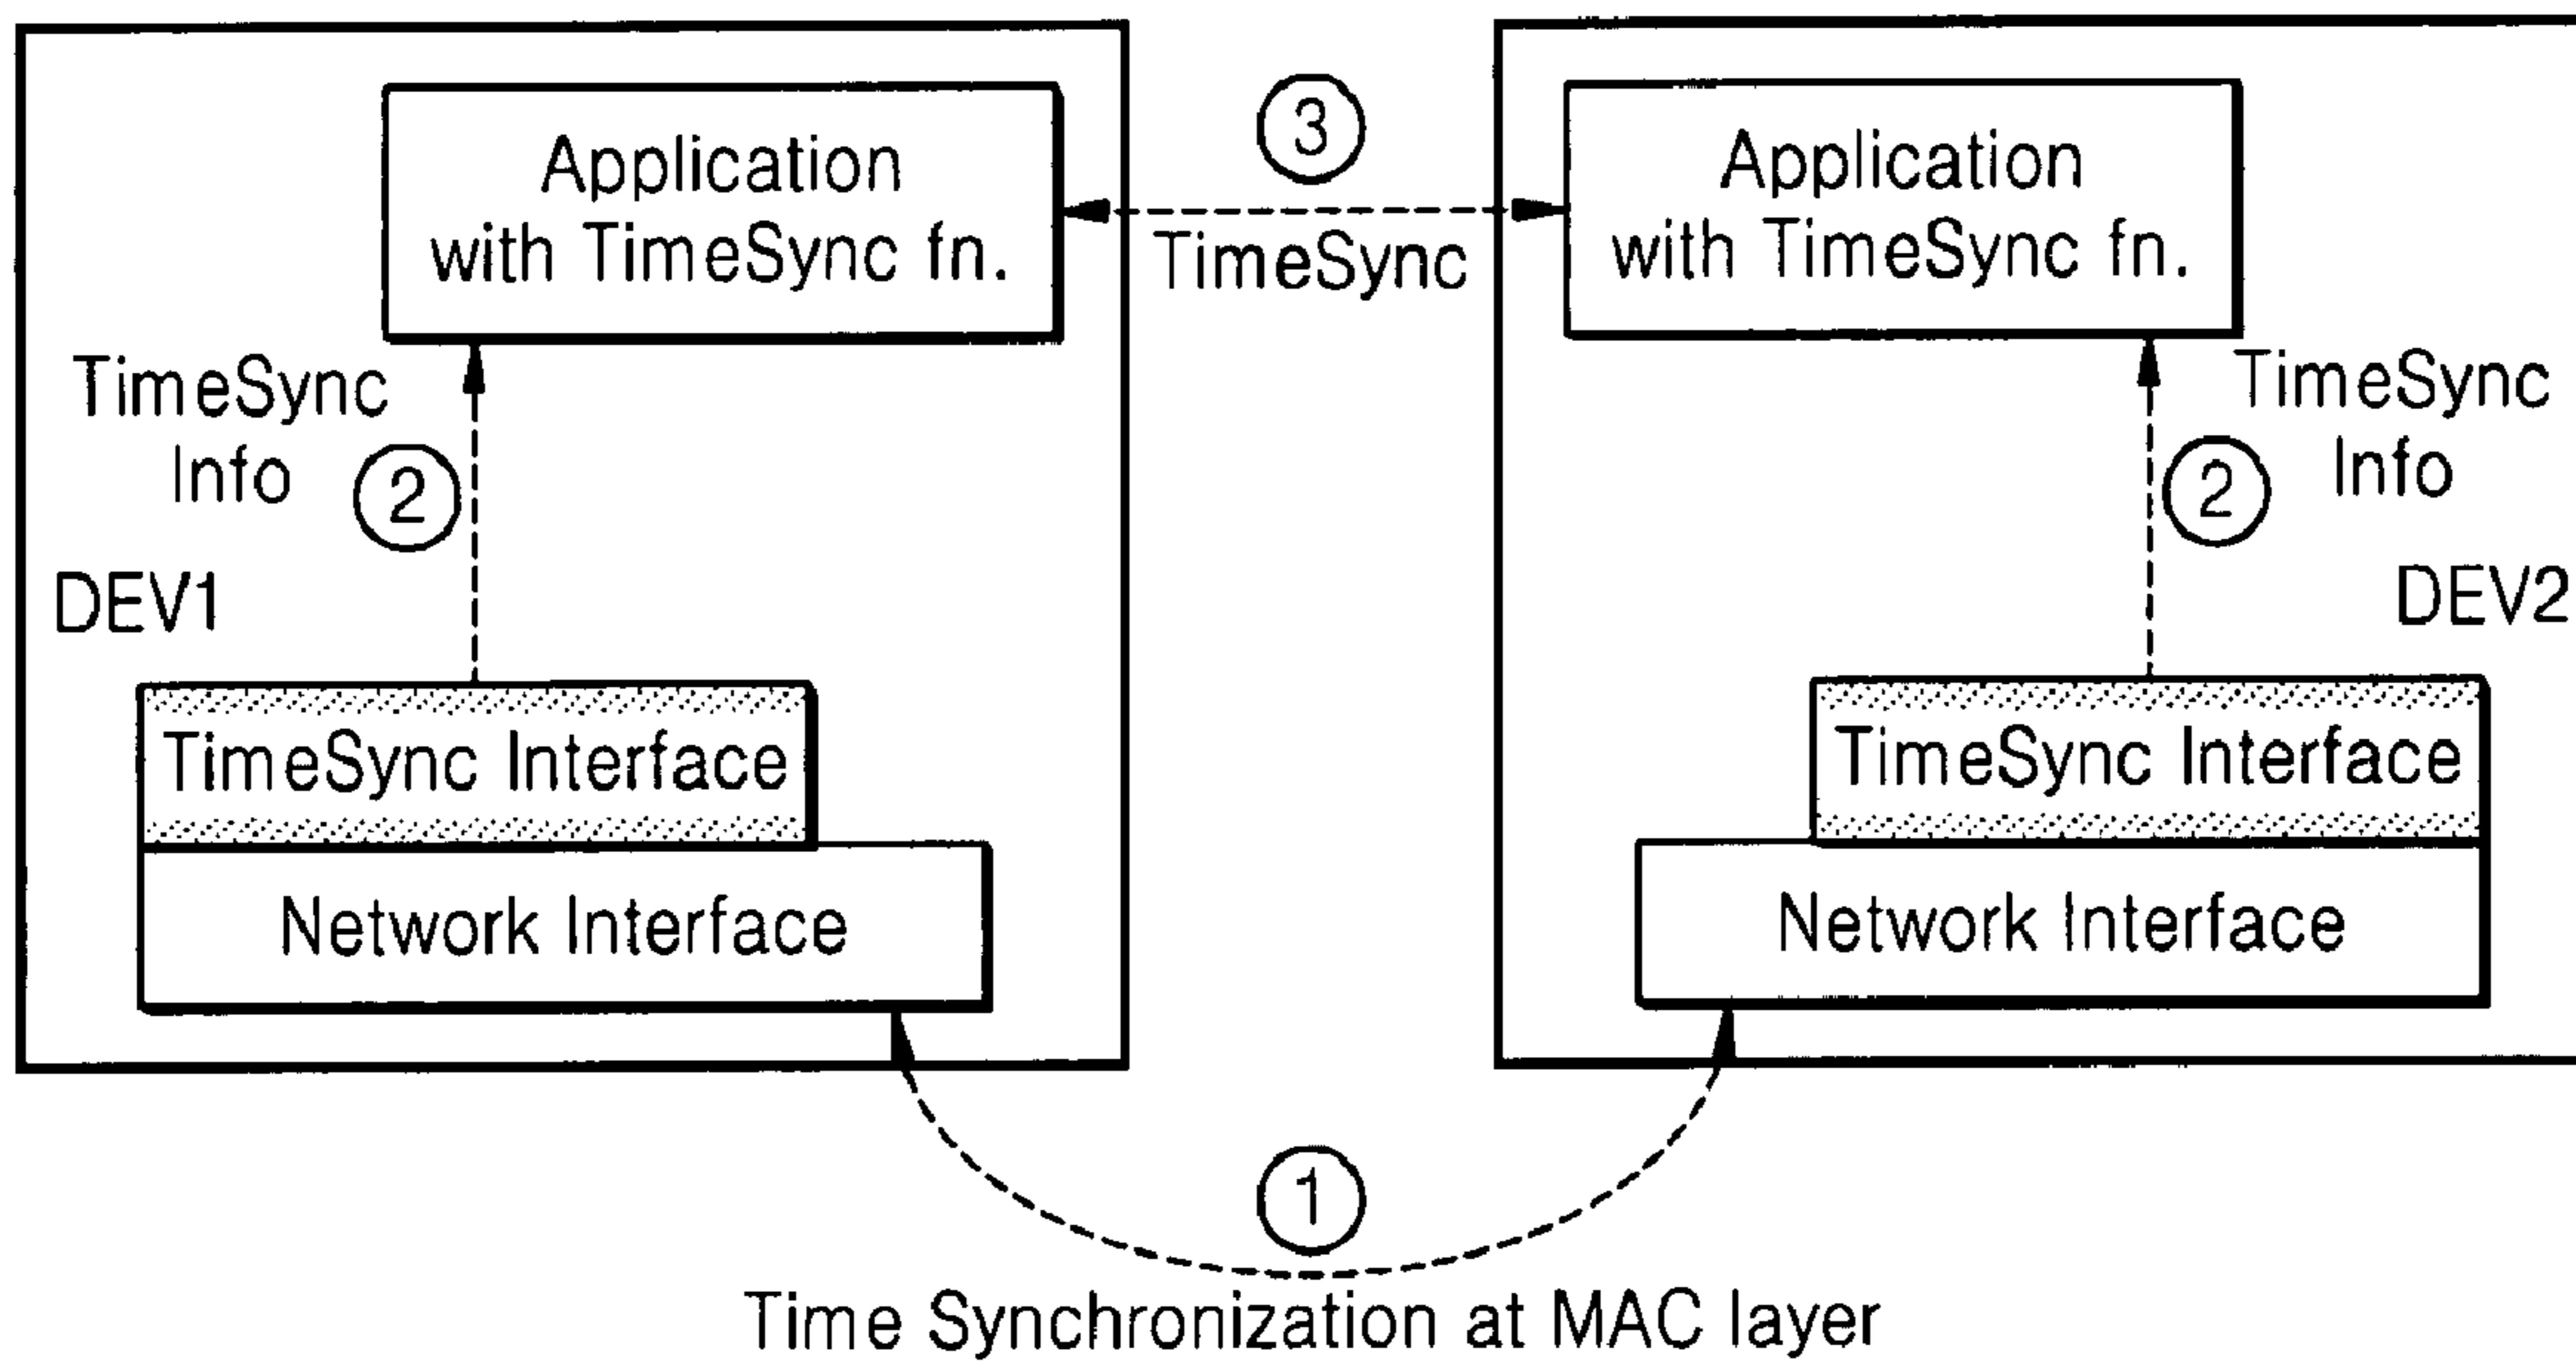 Application
with TimeSync fn.
3
TimeSync
Application
with TimeSync fn.
TimeSync
Info
2
TimeSync
Info
2
DEV1
DEV2
TimeSync Interface
TimeSync Interface
Network Interface
Network Interface
1
Time Synchronization at MAC layer